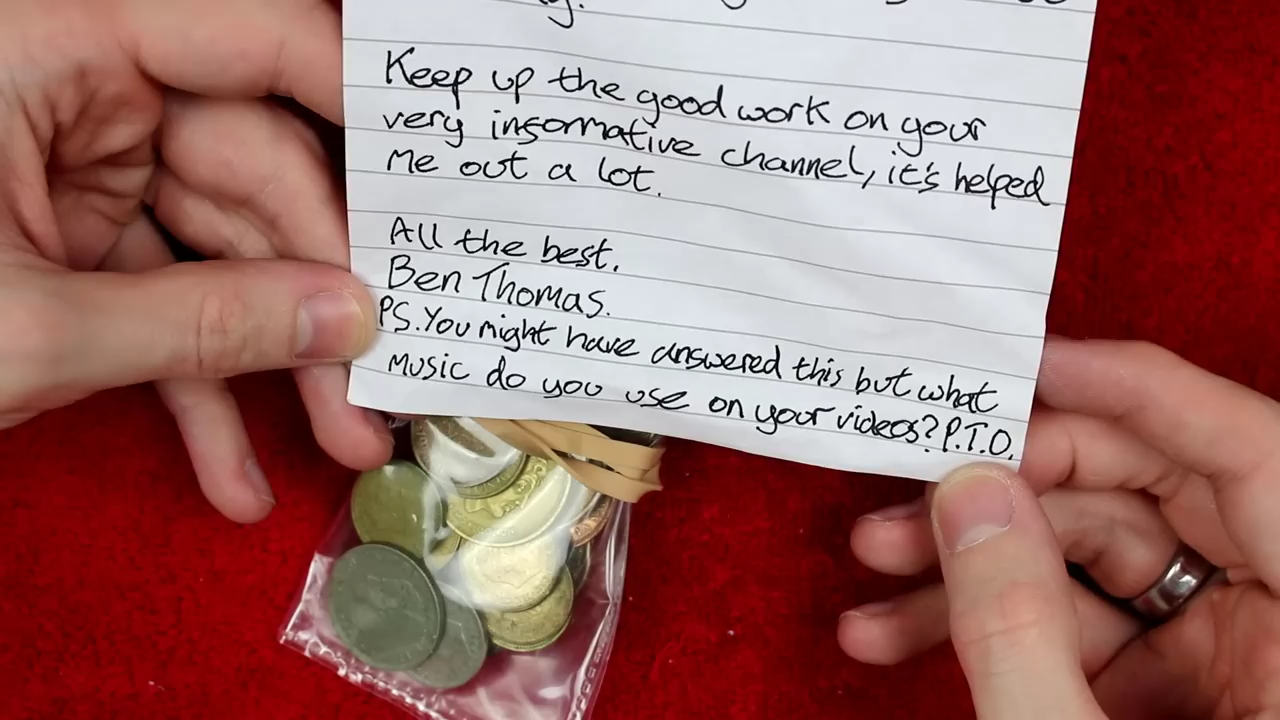 Keep up the good work on your
very informative channel, it's helped
me out a lot.
All the best.
Ben Thomas.
PS. You might have answered this but what
music do you use on your videos? P.T.O.